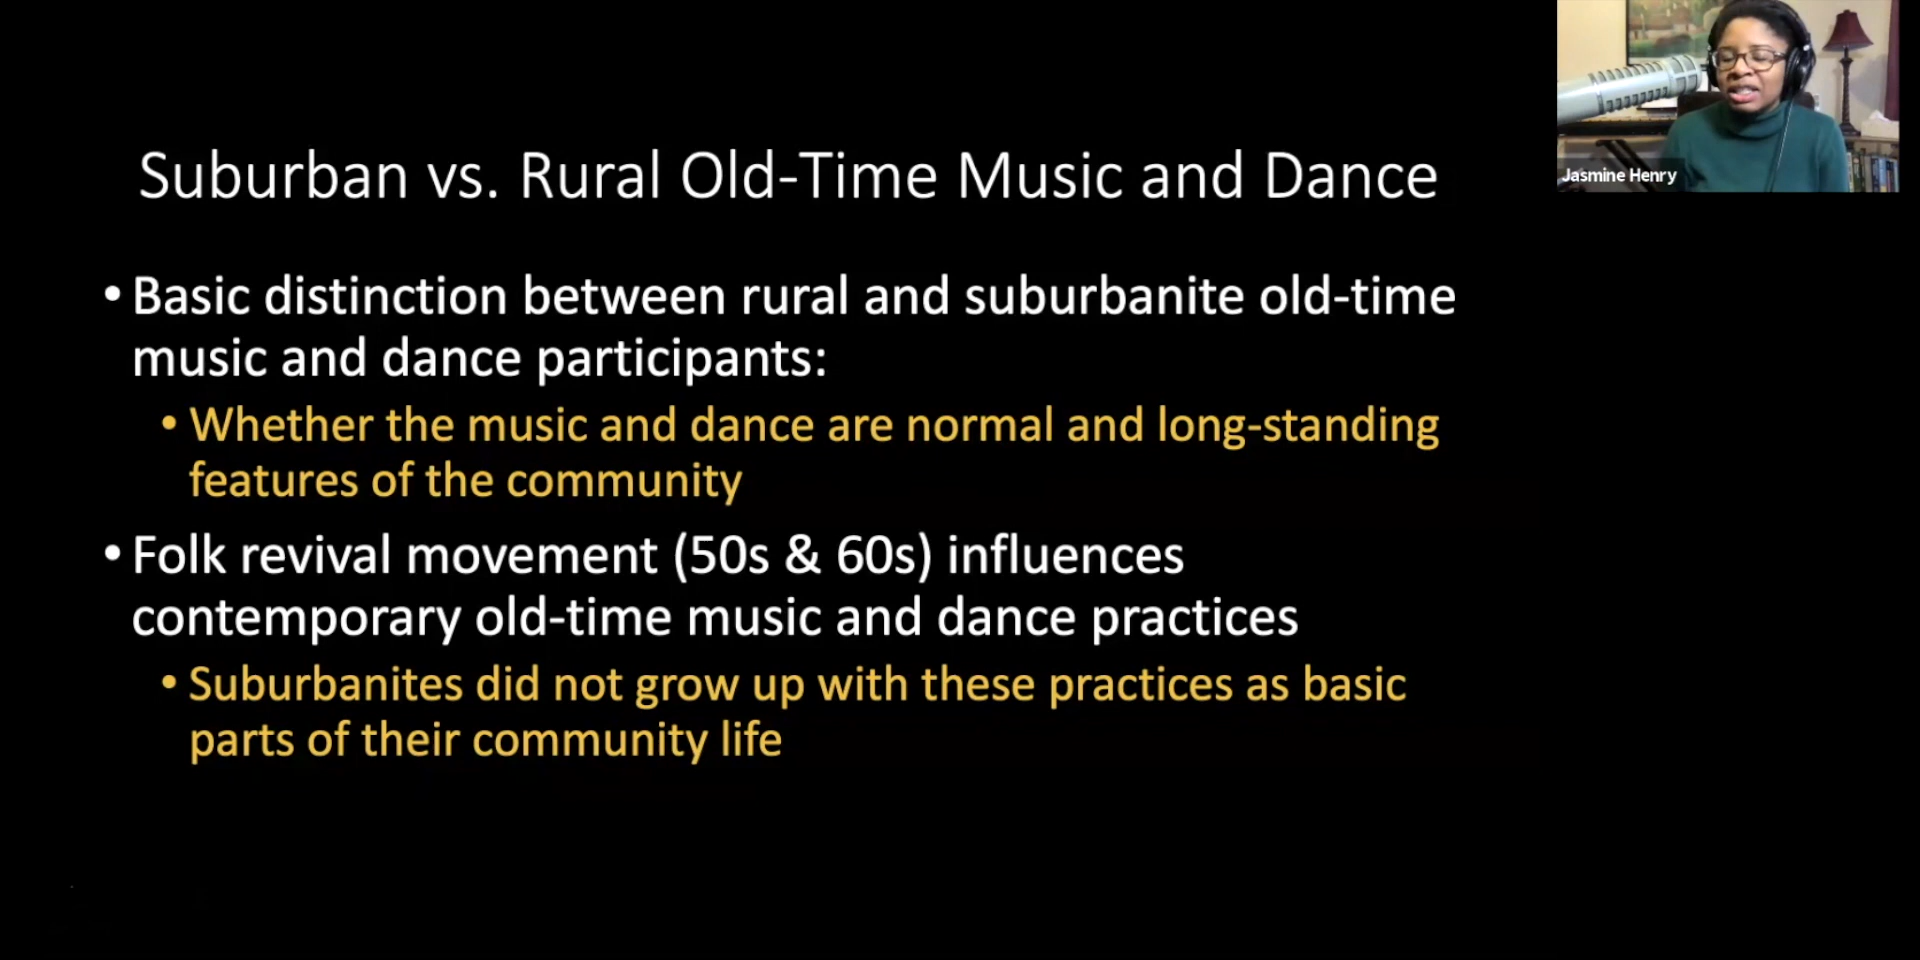 Suburban vs. Rural Old-Time Music and Dance
Jasmine Henry
• Basic distinction between rural and suburbanite old-time
music and dance participants:
• Whether the music and dance are normal and long-standing
features of the community
• Folk revival movement (50s & 60s) influences
contemporary old-time music and dance practices
• Suburbanites did not grow up with these practices as basic
parts of their community life